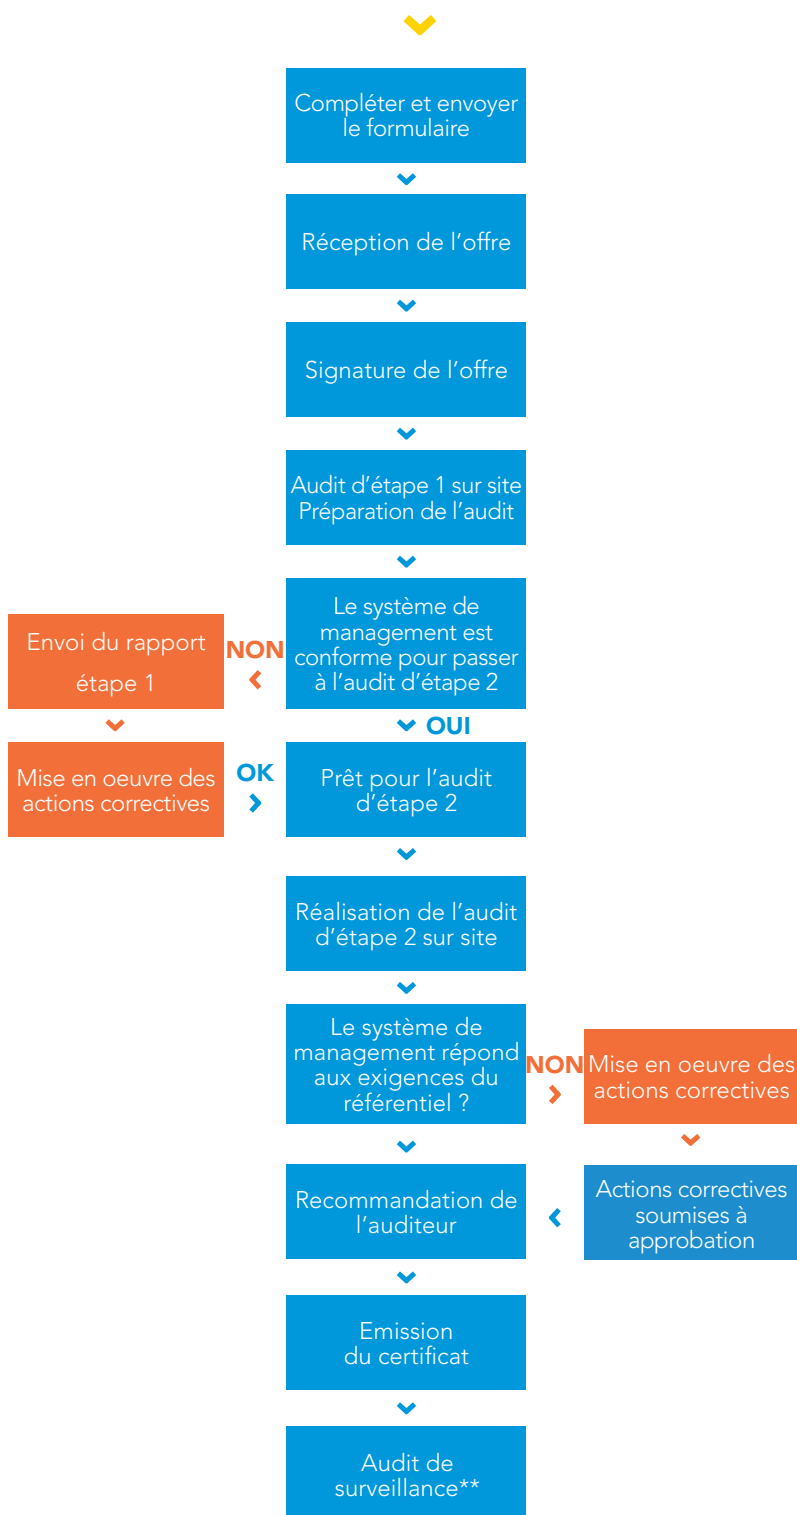 Compléter et envoyer
le formulaire
Réception de l’offre
Signature de l’offre
Audit d’étape 1 sur site
Préparation de l’audit
Le système de
management est
conforme pour passer
à l’audit d’étape 2
NON
Envoi du rapport
étape 1
OUI
Mise en oeuvre des
actions correctives
OK
Prêt pour l’audit
d’étape 2
Réalisation de l’audit
d’étape 2 sur site
Le système de
management répond
aux exigences du
référentiel ?
NON
Mise en oeuvre des
actions correctives
Actions correctives
soumises à
approbation
Recommandation de
l’auditeur
Emission
du certificat
Audit de
surveillance**